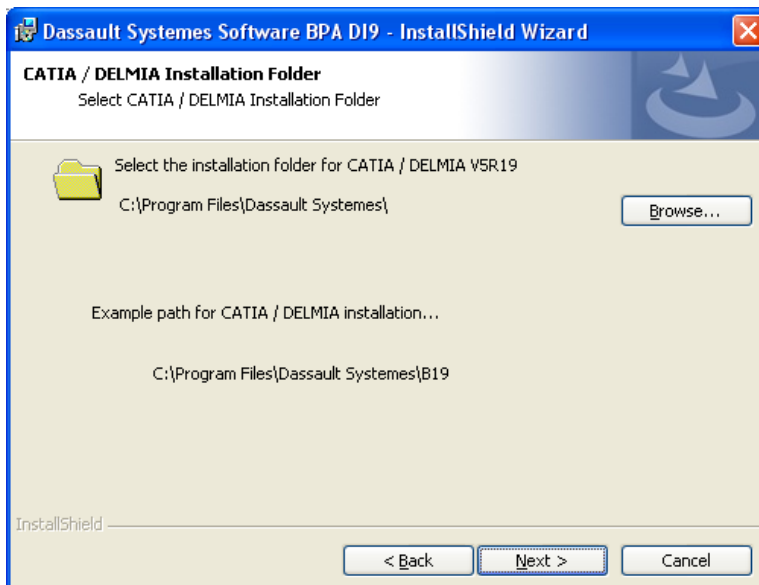 Dassault Systemes Software BPA DI9 - InstallShield Wizard
CATIA / DELMIA Installation Folder
Select CATIA / DELMIA Installation Folder
Select the installation folder for CATIA / DELMIA V5R19
C:\Program Files\Dassault Systemes\
Browse...
Example path for CATIA / DELMIA installation...
C:\Program Files\Dassault Systemes\B19
InstallShield
< Back
Next >
Cancel